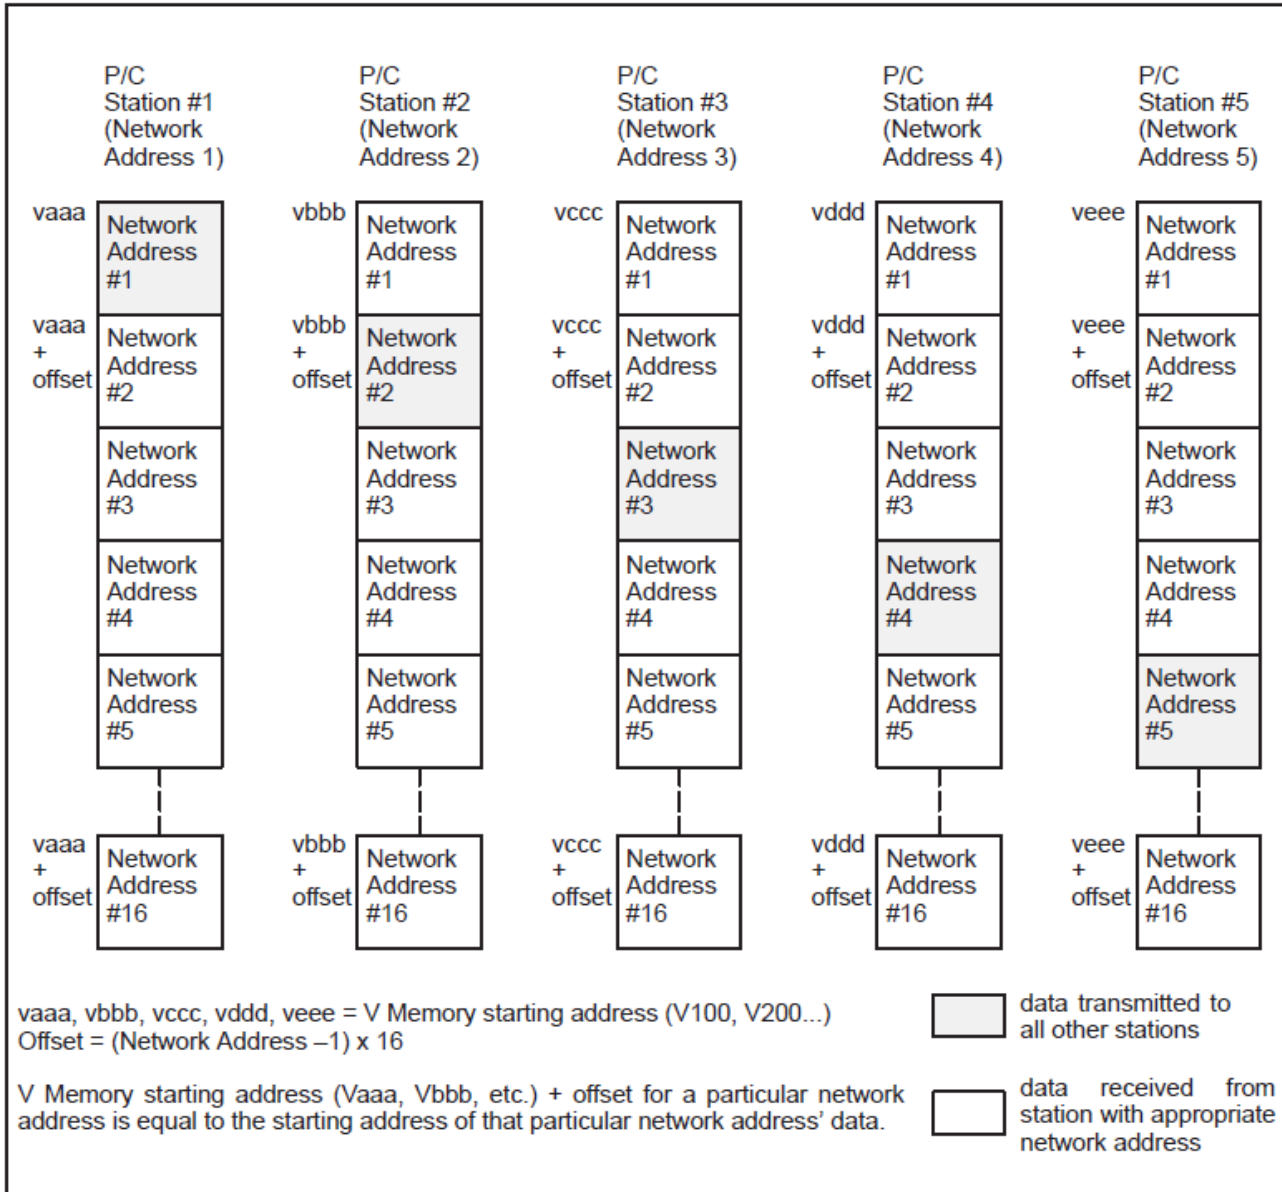 P/C
Station #1
(Network
Address 1)
P/C
Station #2
(Network
Address 2)
P/C
Station #3
(Network
Address 3)
P/C
Station #4
(Network
Address 4)
P/C
Station #5
(Network
Address 5)
vaaa
Network
Address
#1
vaaa
+
offset
Network
Address
#2
Network
Address
#3
Network
Address
#4
Network
Address
#5
vaaa
+
offset
Network
Address
#16
vbbb
Network
Address
#1
vbbb
+
offset
Network
Address
#2
Network
Address
#3
Network
Address
#4
Network
Address
#5
vbbb
+
offset
Network
Address
#16
vccc
Network
Address
#1
vccc
+
offset
Network
Address
#2
Network
Address
#3
Network
Address
#4
Network
Address
#5
vccc
+
offset
Network
Address
#16
vddd
Network
Address
#1
vddd
+
offset
Network
Address
#2
Network
Address
#3
Network
Address
#4
Network
Address
#5
vddd
+
offset
Network
Address
#16
veee
Network
Address
#1
veee
+
offset
Network
Address
#2
Network
Address
#3
Network
Address
#4
Network
Address
#5
veee
+
offset
Network
Address
#16
vaaa, vbbb, vccc, vddd, veee = V Memory starting address (V100, V200...)
Offset = (Network Address –1) x 16
V Memory starting address (Vaaa, Vbbb, etc.) + offset for a particular network
address is equal to the starting address of that particular network address’ data.
data transmitted to
all other stations
data received from
station with appropriate
network address